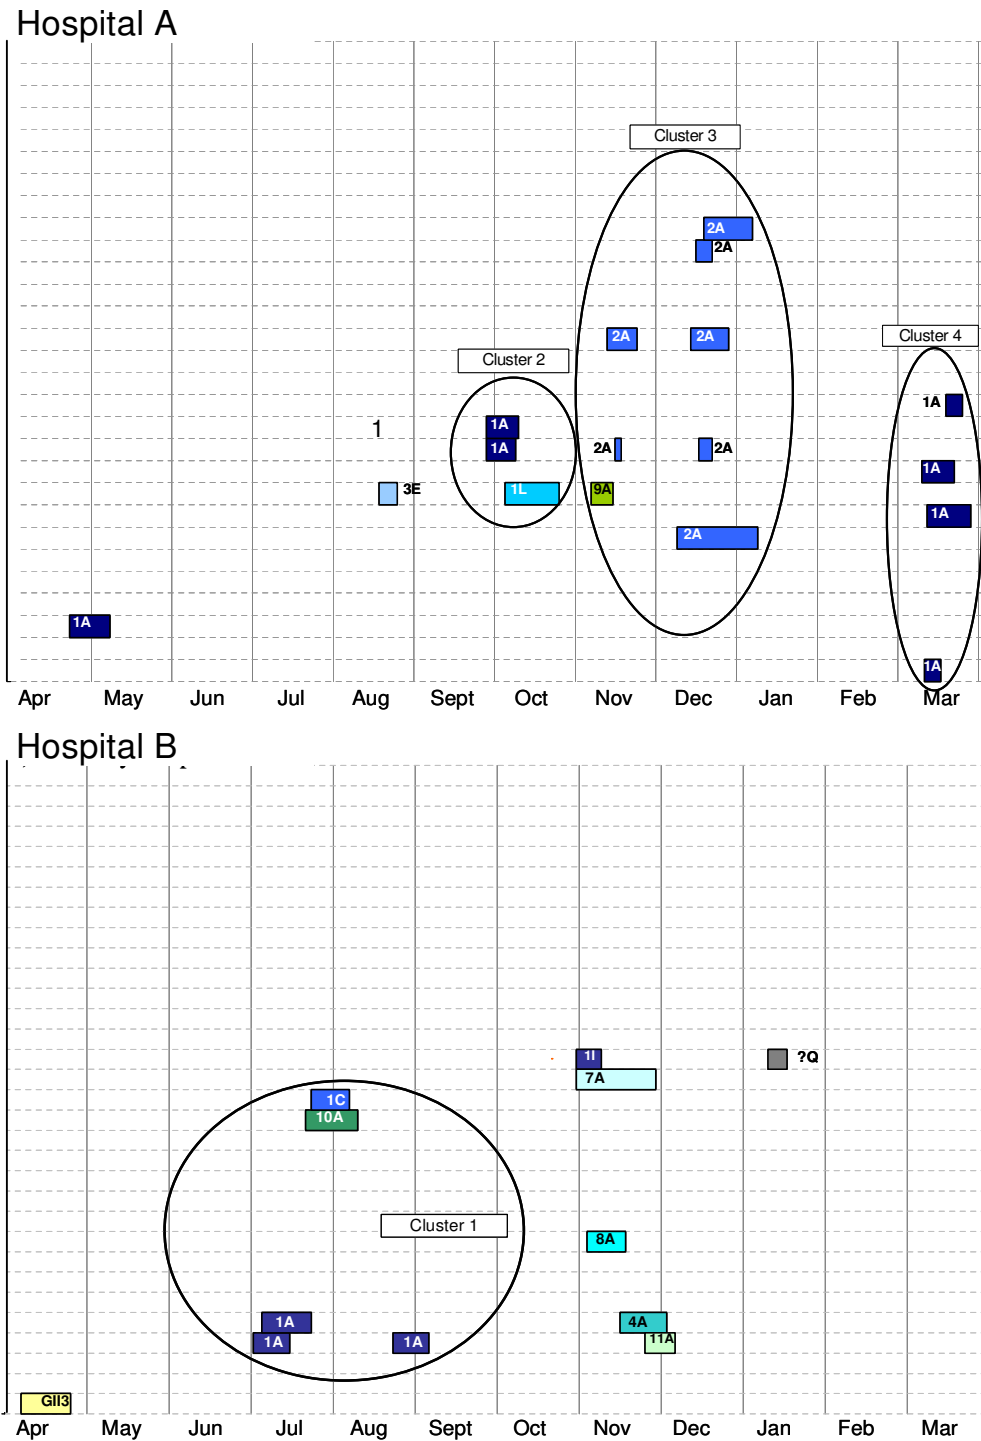 Hospital A
Cluster 3
2A
2A
2A
2A
Cluster 4
Cluster 2
1A
1
1A
1A
2A
2A
1A
3E
1L
9A
1A
2A
1A
1A
Apr May Jun Jul Aug Sept Oct Nov Dec Jan Feb Mar
Hospital B
1I
?Q
7A
1C
10A
Cluster 1
8A
1A
4A
1A
1A
11A
GII3
Apr May Jun Jul Aug Sept Oct Nov Dec Jan Feb Mar